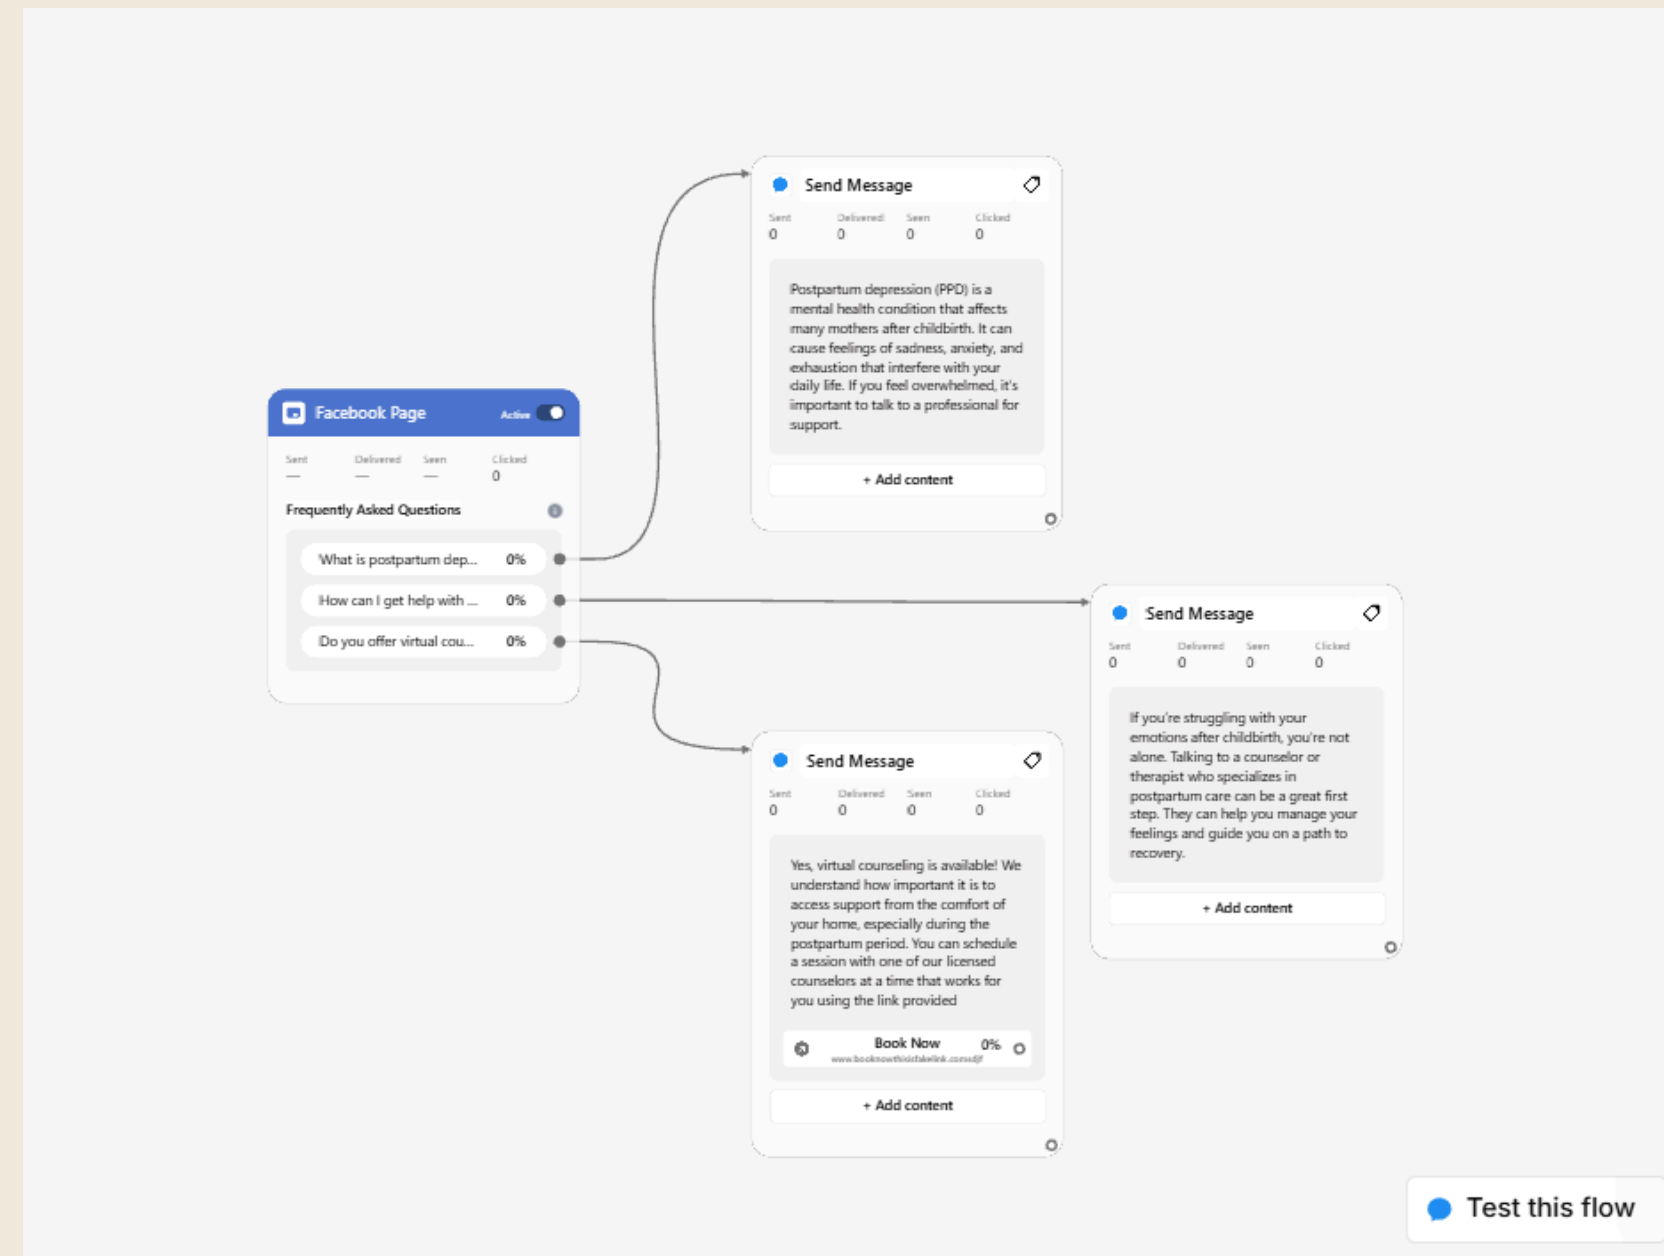 Send Message
Sent Delivered Seen Clicked
0 0 0 0
Postpartum depression (PPD) is a
mental health condition that affects
many mothers after childbirth. It can
cause feelings of sadness, anxiety, and
exhaustion that interfere with your
daily life. If you feel overwhelmed, it's
important to talk to a professional for
support.
+ Add content
Facebook Page Active
Sent Delivered Seen Clicked
— — — 0
Frequently Asked Questions
What is postpartum dep... 0%
How can I get help with ... 0%
Do you offer virtual cou... 0%
Send Message
Sent Delivered Seen Clicked
0 0 0 0
If you're struggling with your
emotions after childbirth, you're not
alone. Talking to a counselor or
therapist who specializes in
postpartum care can be a great first
step. They can help you manage your
feelings and guide you on a path to
recovery.
+ Add content
Send Message
Sent Delivered Seen Clicked
0 0 0 0
Yes, virtual counseling is available! We
understand how important it is to
access support from the comfort of
your home, especially during the
postpartum period. You can schedule
a session with one of our licensed
counselors at a time that works for
you using the link provided
Book Now 0%
+ Add content
Test this flow